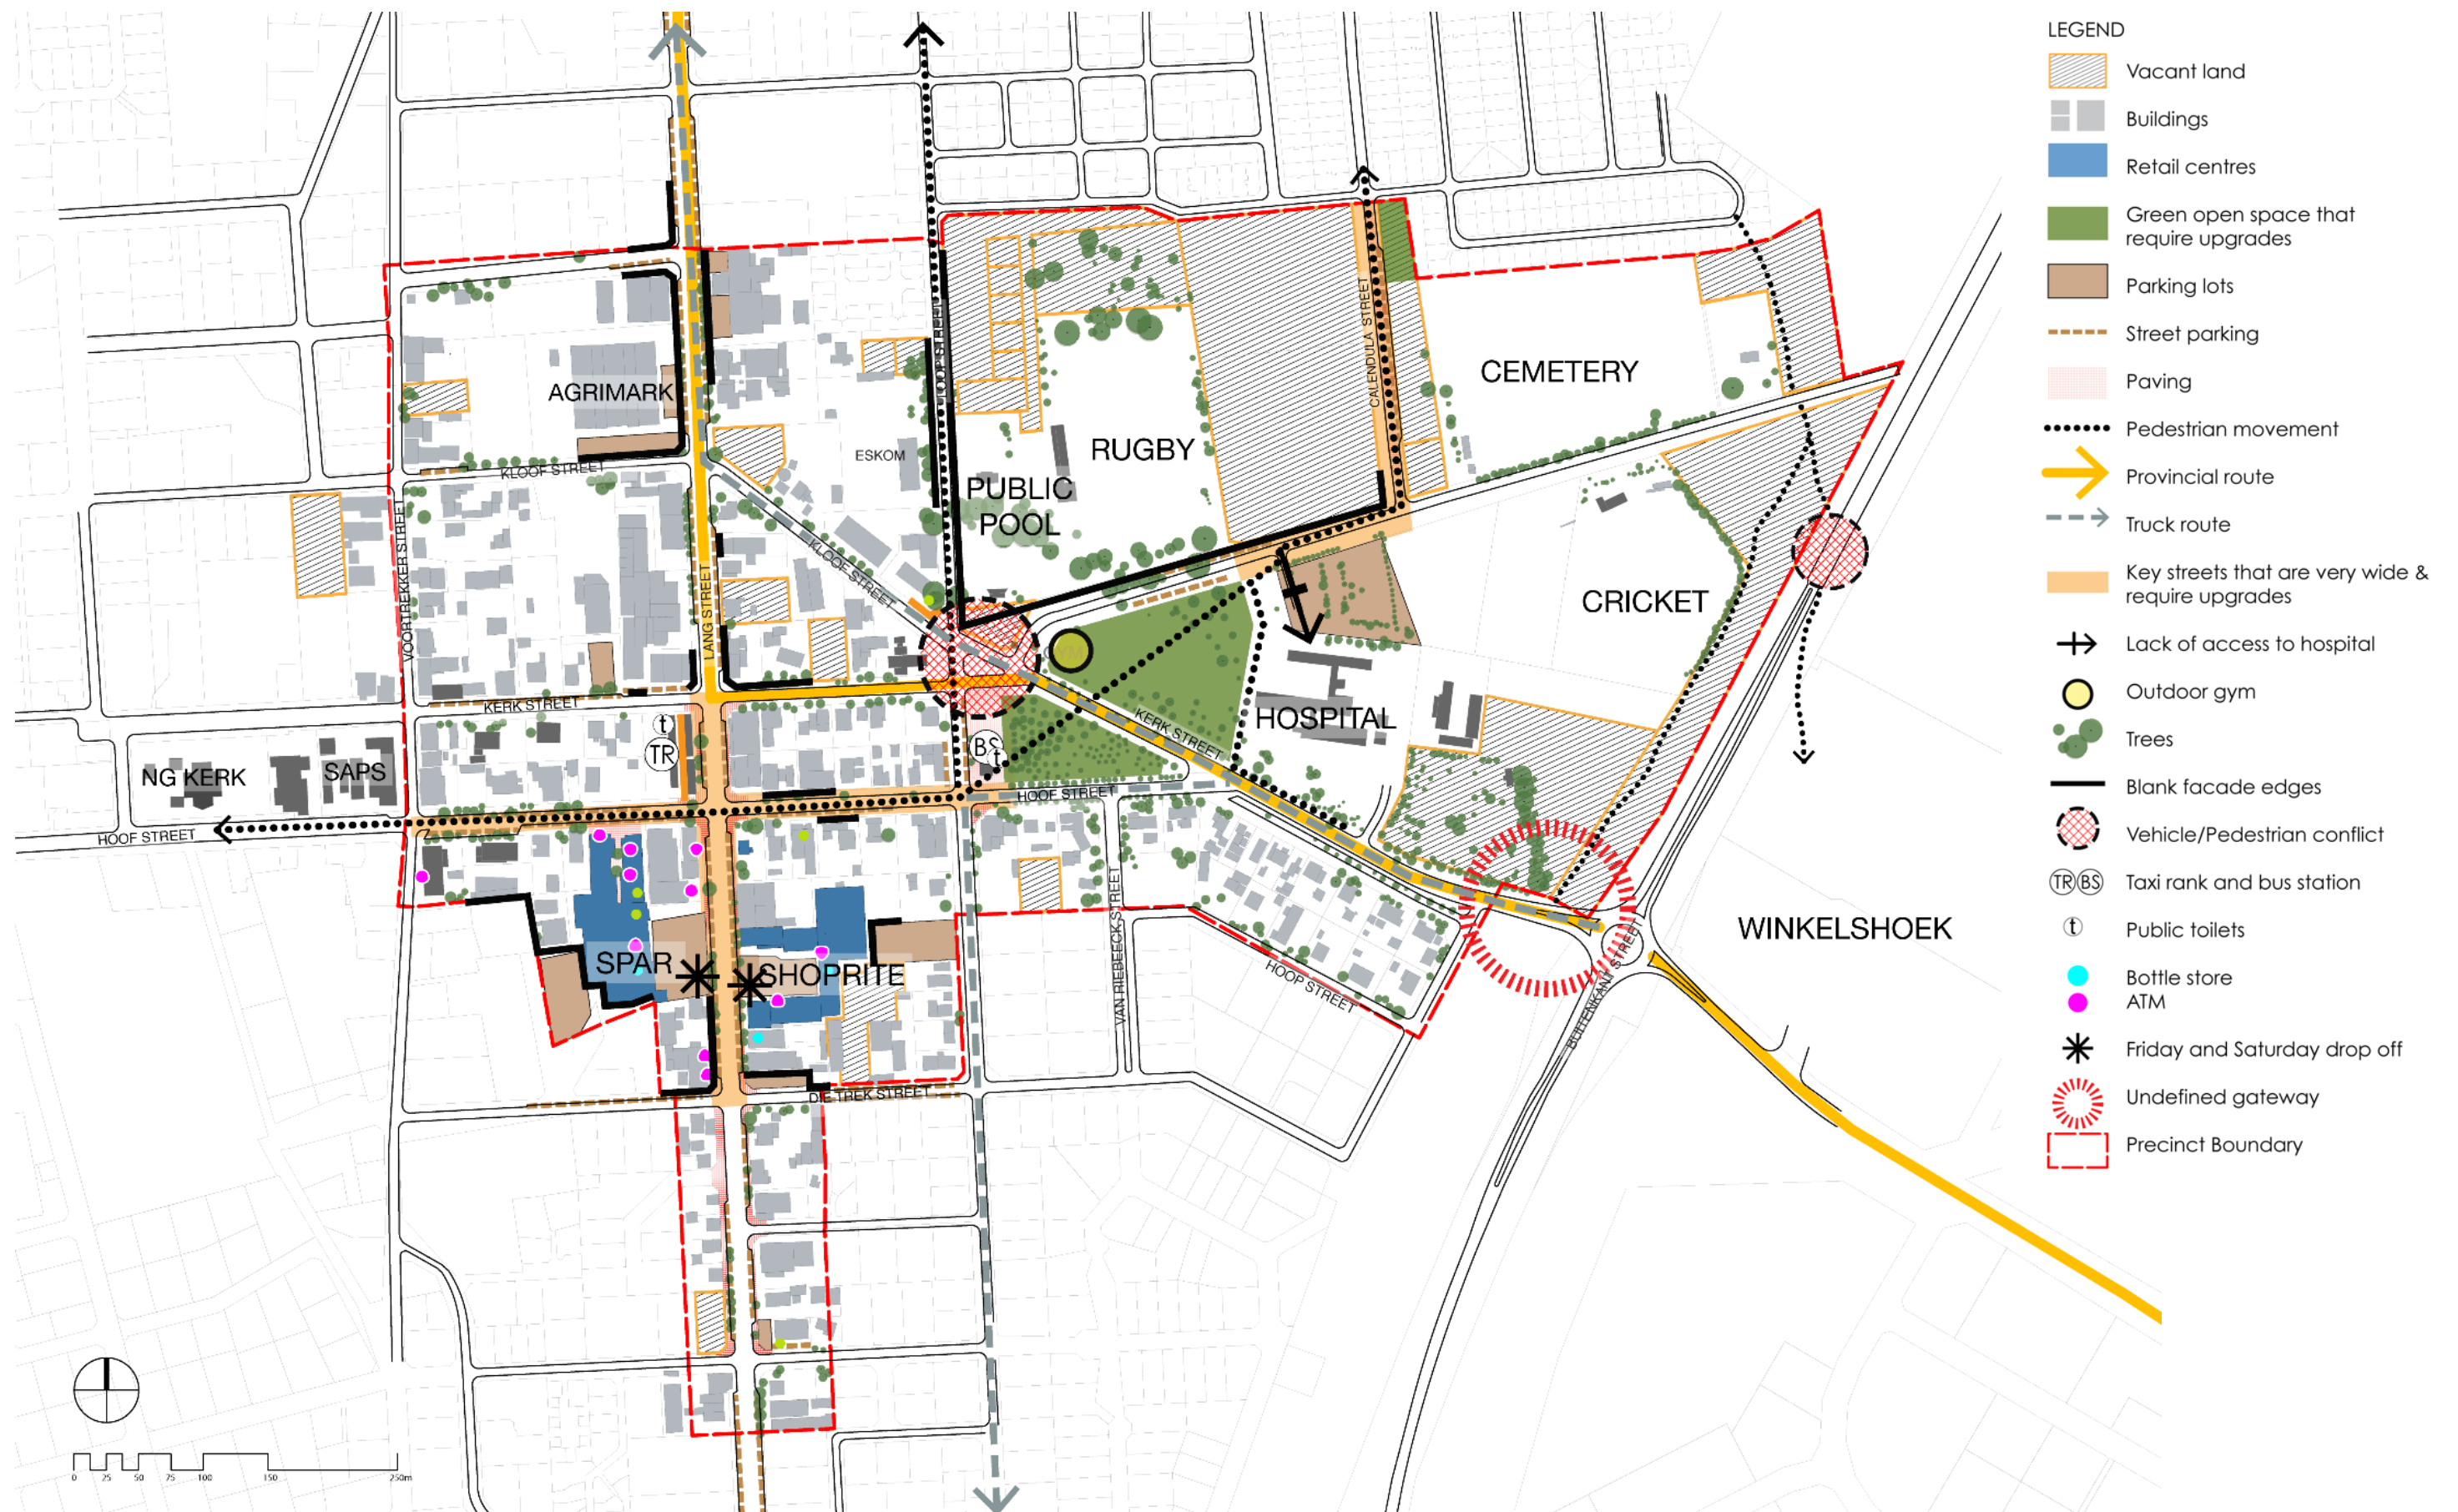 LEGEND
Vacant land
Buildings
Retail centres
Green open space that
require upgrades
Parking lots
Street parking
Paving
Pedestrian movement
Provincial route
Truck route
Key streets that are very wide &
require upgrades
Lack of access to hospital
Outdoor gym
Trees
Blank facade edges
Vehicle/Pedestrian conflict
TR BS
Taxi rank and bus station
t
Public toilets
Bottle store
ATM
Friday and Saturday drop off
Undefined gateway
Precinct Boundary
AGRIMARK
KLOOF STREET
ESKOM
PUBLIC
POOL
RUGBY
CALENDULA STREET
CEMETERY
CRICKET
VOORTREKKER STREET
LANG STREET
KLOOF STREET
KERK STREET
t
TR
BS
t
KERK STREET
HOSPITAL
NG KERK
SAPS
HOOF STREET
HOOF STREET
SPAR
SHOPRITE
VAN RIEBEECK STREET
HOOP STREET
BUITENKANT STREET
WINKELSHOEK
DIE TREK STREET
0 25 50 75 100 150 250m